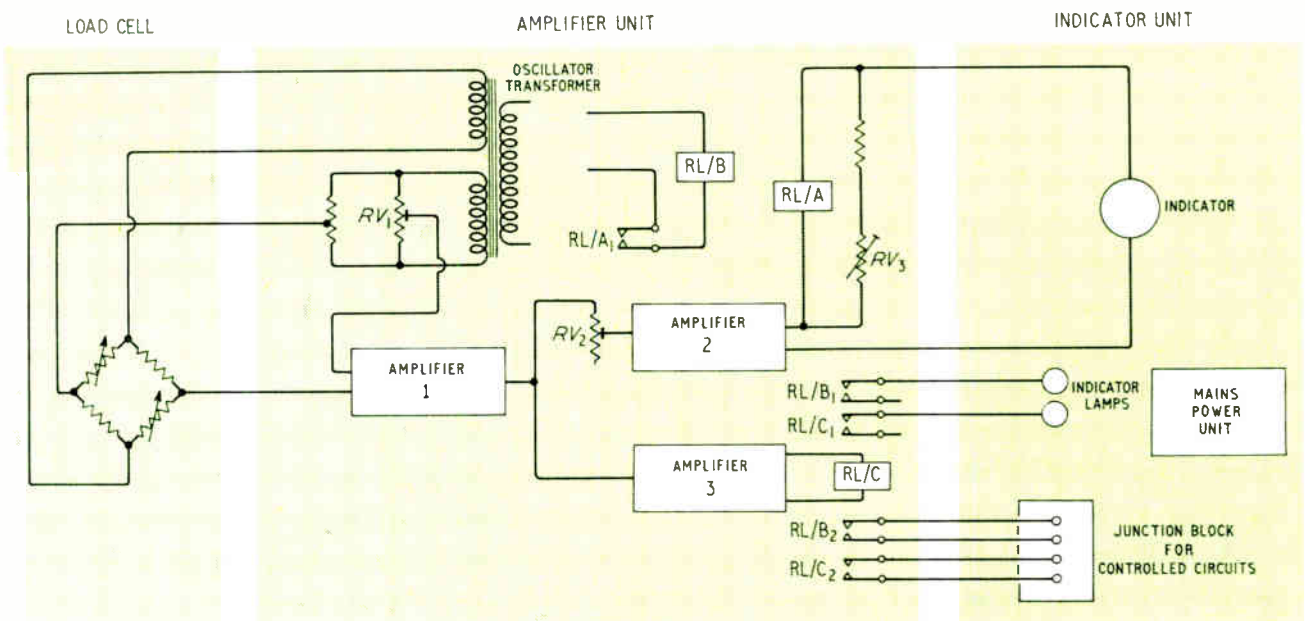 LOAD CELL
AMPLIFIER UNIT
INDICATOR UNIT
OSCILLATOR
TRANSFORMER
RL/B
RL/A
RV₁
RL/A₁
INDICATOR
RV₃
RV₂
AMPLIFIER
2
AMPLIFIER
1
RL/B₁
RL/C₁
INDICATOR
LAMPS
MAINS
POWER
UNIT
AMPLIFIER
3
RL/C
RL/B₂
RL/C₂
JUNCTION BLOCK
FOR
CONTROLLED CIRCUITS